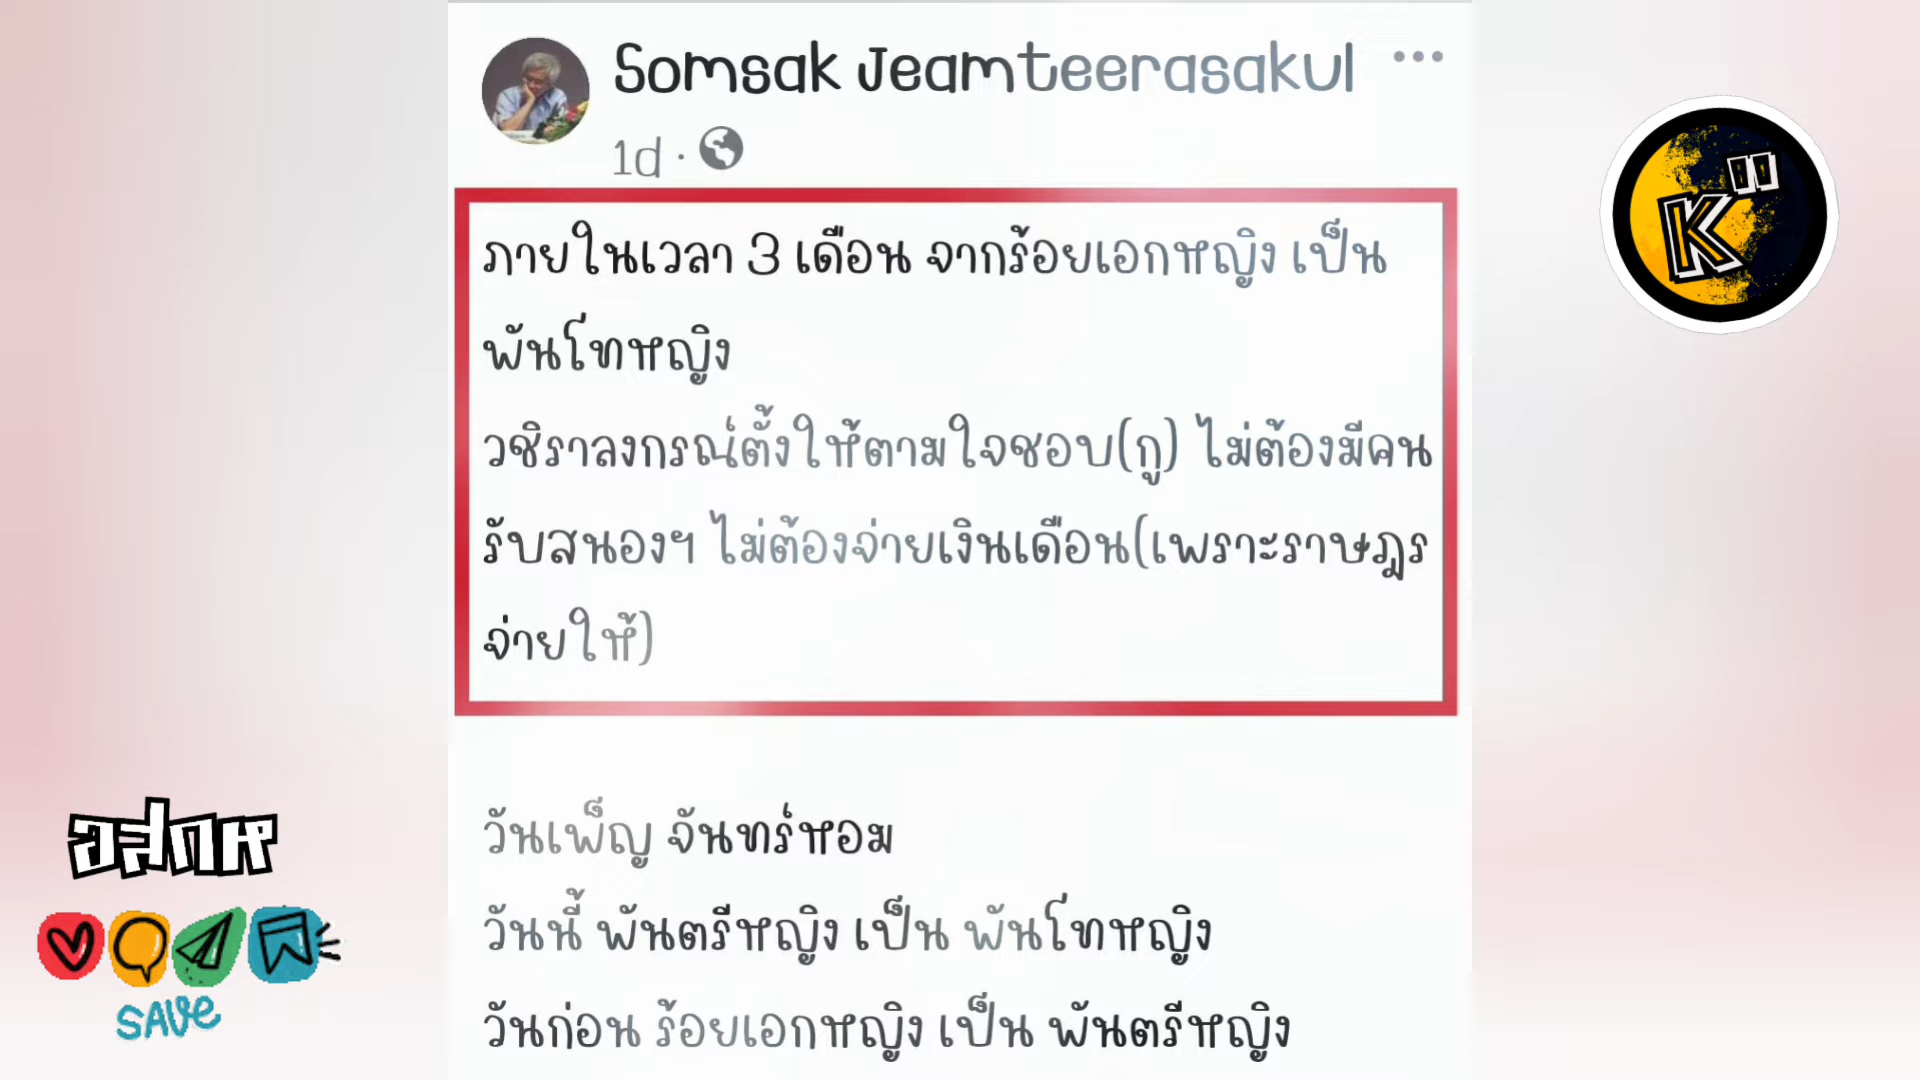 Somsak Jeamteerasakul
1d ·
ภายในเวลา 3 เดือน จากร้อยเอกหญิง เป็น
พันโทหญิง
วชิราลงกรณ์ตั้งให้ตามใจชอบ(กู) ไม่ต้องมีคน
รับสนองฯ ไม่ต้องจ่ายเงินเดือน(เพราะราษฎร
จ่ายให้)
K"
วันเพ็ญ จันทร์หอม
วันนี้ พันตรีหญิง เป็น พันโทหญิง
วันก่อน ร้อยเอกหญิง เป็น พันตรีหญิง
อสกห
SAVE